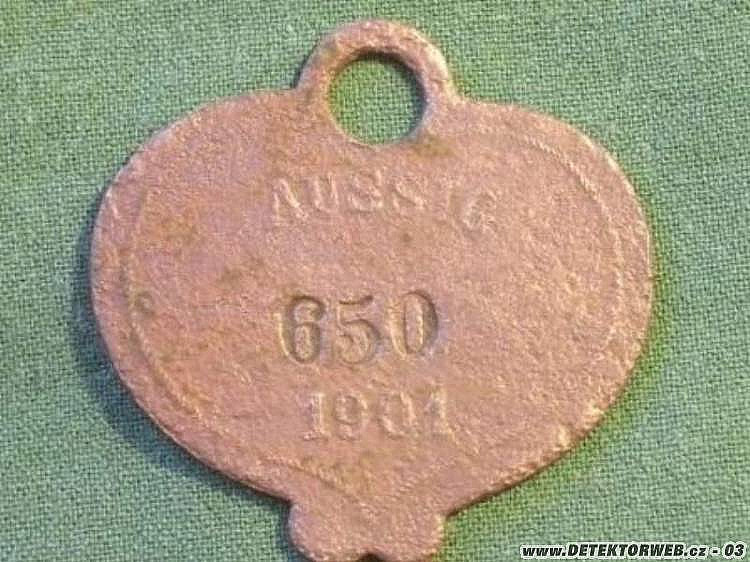 AUSSIG
650
1901
www.DETEKTORWEB.cz - 03